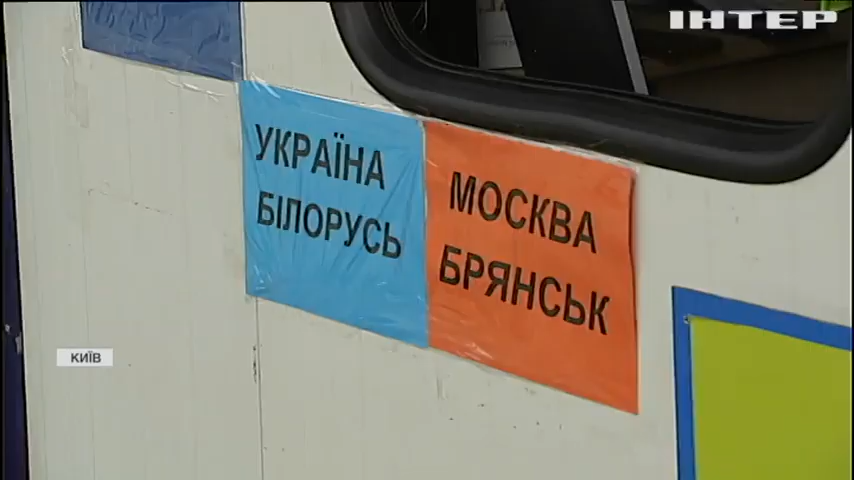 ІНТЕР
УКРАЇНА
БІЛОРУСЬ
МОСКВА
БРЯНСЬК
КИЇВ